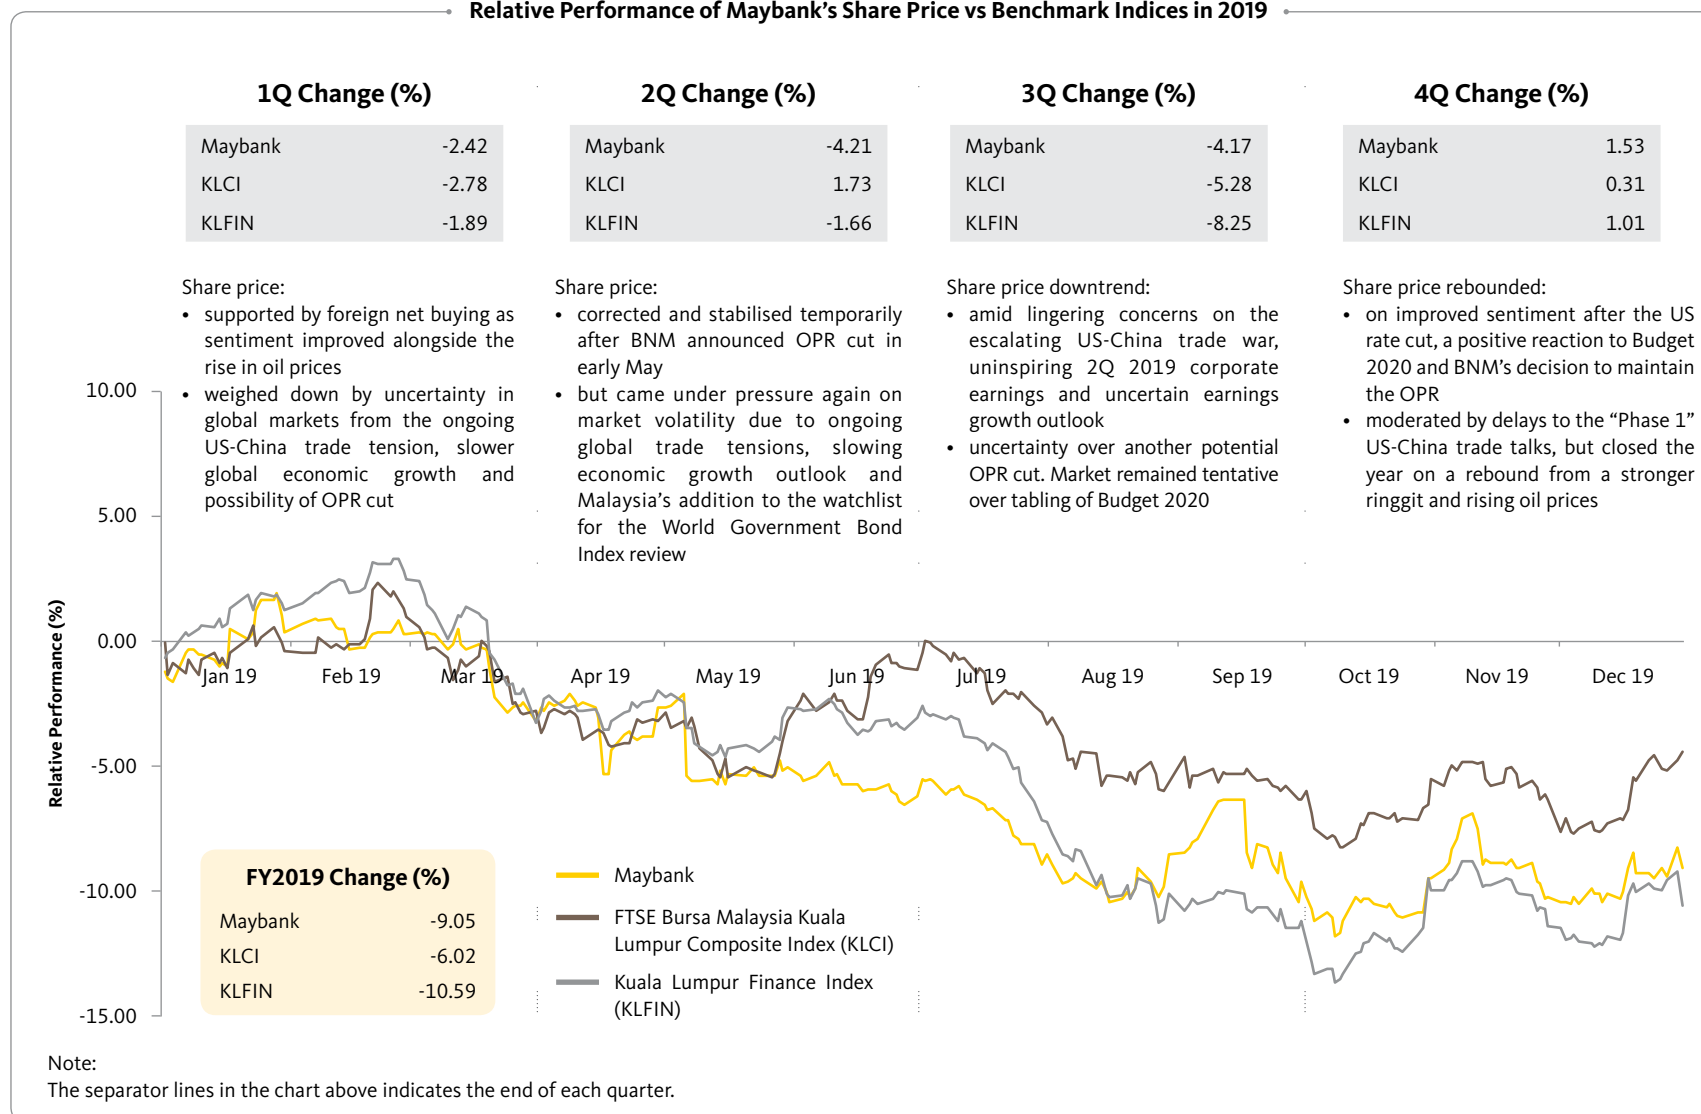 Relative Performance of Maybank’s Share Price vs Benchmark Indices in 2019
1Q Change (%)
Maybank -2.42
KLCI -2.78
KLFIN -1.89
Share price:
• supported by foreign net buying as
sentiment improved alongside the
rise in oil prices
• weighed down by uncertainty in
global markets from the ongoing
US-China trade tension, slower
global economic growth and
possibility of OPR cut
2Q Change (%)
Maybank -4.21
KLCI 1.73
KLFIN -1.66
Share price:
• corrected and stabilised temporarily
after BNM announced OPR cut in
early May
• but came under pressure again on
market volatility due to ongoing
global trade tensions, slowing
economic growth outlook and
Malaysia’s addition to the watchlist
for the World Government Bond
Index review
3Q Change (%)
Maybank -4.17
KLCI -5.28
KLFIN -8.25
Share price downtrend:
• amid lingering concerns on the
escalating US-China trade war,
uninspiring 2Q 2019 corporate
earnings and uncertain earnings
growth outlook
• uncertainty over another potential
OPR cut. Market remained tentative
over tabling of Budget 2020
4Q Change (%)
Maybank 1.53
KLCI 0.31
KLFIN 1.01
Share price rebounded:
• on improved sentiment after the US
rate cut, a positive reaction to Budget
2020 and BNM’s decision to maintain
the OPR
• moderated by delays to the “Phase 1”
US-China trade talks, but closed the
year on a rebound from a stronger
ringgit and rising oil prices
Relative Performance (%)
10.00
5.00
0.00
-5.00
-10.00
-15.00
Jan 19 Feb 19 Mar 19 Apr 19 May 19 Jun 19 Jul 19 Aug 19 Sep 19 Oct 19 Nov 19 Dec 19
FY2019 Change (%)
Maybank -9.05
KLCI -6.02
KLFIN -10.59
Maybank
FTSE Bursa Malaysia Kuala
Lumpur Composite Index (KLCI)
Kuala Lumpur Finance Index
(KLFIN)
Note:
The separator lines in the chart above indicates the end of each quarter.